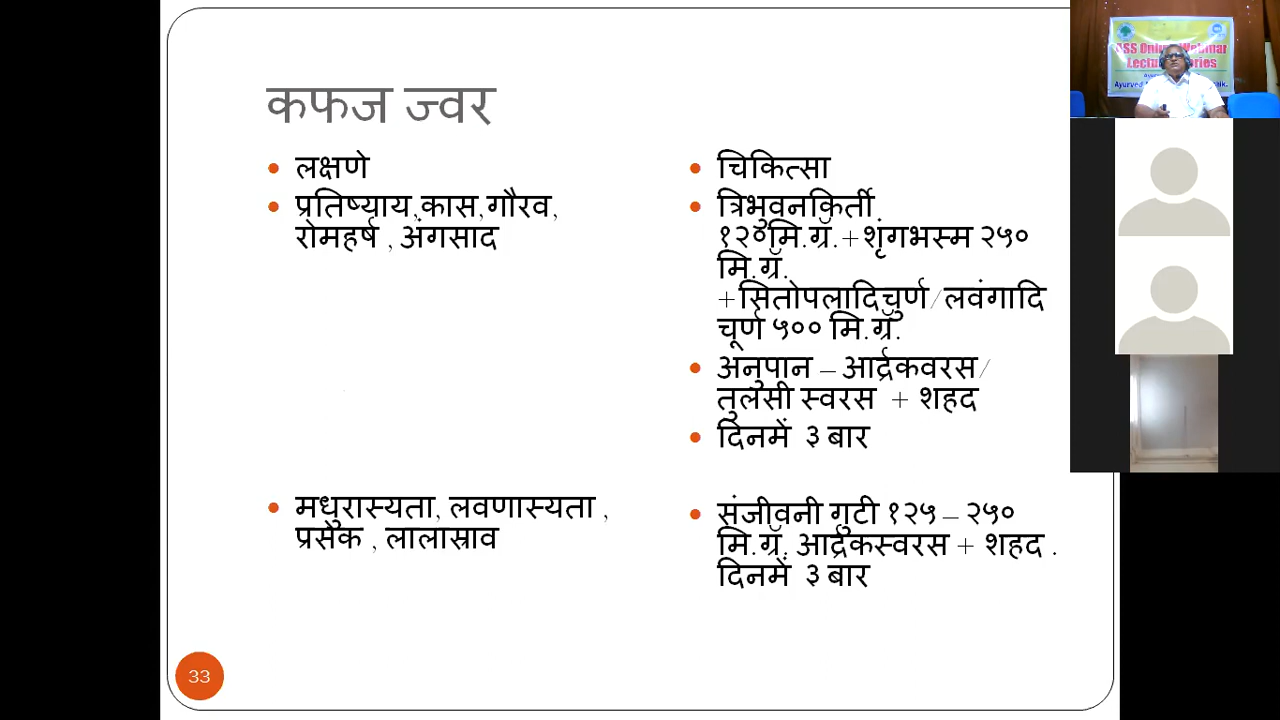 कफज ज्वर
लक्षणे
प्रतिष्याय,कास,गौरव,
रोमहर्ष , अंगसाद
मधुरास्यता, लवणास्यता ,
प्रसेक , लालास्राव
चिकित्सा
त्रिभुवनकिर्ती.
१२०मि.ग्रॅ.+शृंगभस्म २५०
मि.ग्रॅ.
+सितोपलादिचुर्ण/लवंगादि
चूर्ण ५०० मि.ग्रॅ.
अनुपान – आर्द्रकवरस/
तुलसी स्वरस + शहद
दिनमें ३ बार
संजीवनी गुटी १२५ – २५०
मि.ग्रॅ. आर्द्रकस्वरस + शहद .
दिनमें ३ बार
33
Lecture Series